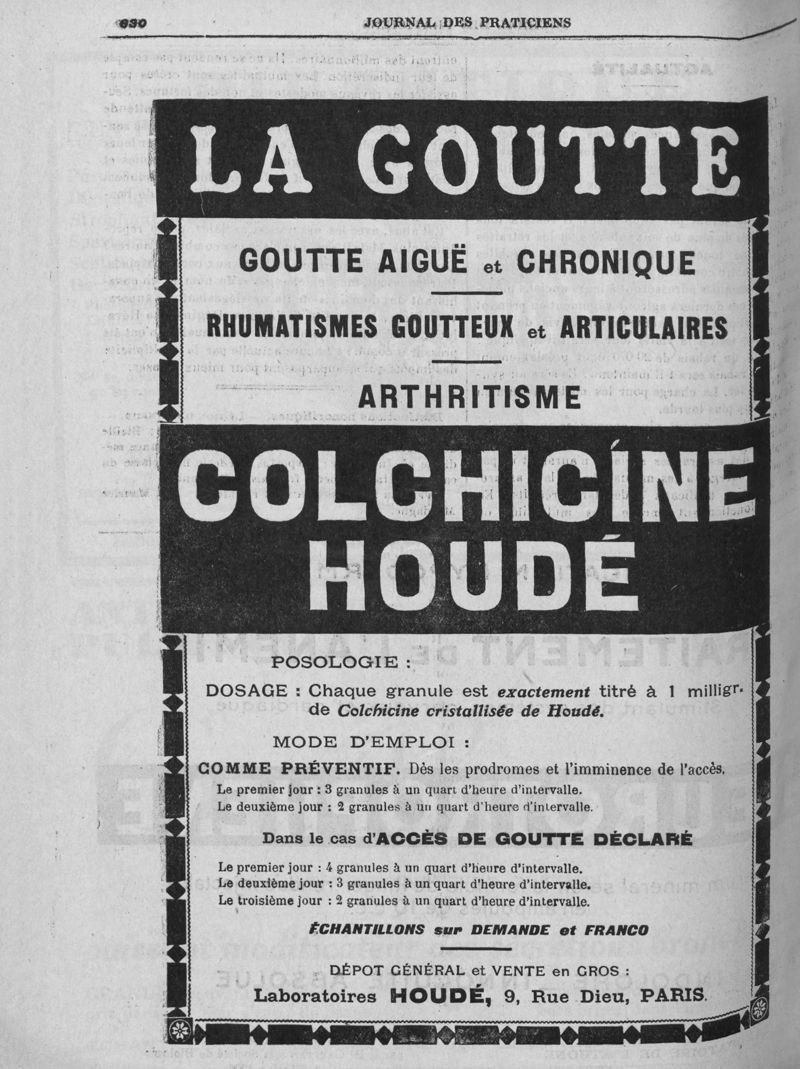 630
JOURNAL DES PRATICIENS
LA GOUTTE
GOUTTE AIGUË et CHRONIQUE
RHUMATISMES GOUTTEUX et ARTICULAIRES
ARTHRITISME
COLCHICINE
HOUDÉ
POSOLOGIE :
DOSAGE : Chaque granule est exactement titré à 1 milligr.
de Colchicine cristallisée de Houdé.
MODE D'EMPLOI :
COMME PRÉVENTIF. Dès les prodromes et l'imminence de l'accès.
Le premier jour : 3 granules à un quart d'heure d'intervalle.
Le deuxième jour : 2 granules à un quart d'heure d'intervalle.
Dans le cas d'ACCÈS DE GOUTTE DÉCLARÉ
Le premier jour : 4 granules à un quart d'heure d'intervalle.
Le deuxième jour : 3 granules à un quart d'heure d'intervalle.
Le troisième jour : 2 granules à un quart d'heure d'intervalle.
ÉCHANTILLONS sur DEMANDE et FRANCO
DÉPOT GÉNÉRAL et VENTE en GROS :
Laboratoires HOUDÉ, 9, Rue Dieu, PARIS.